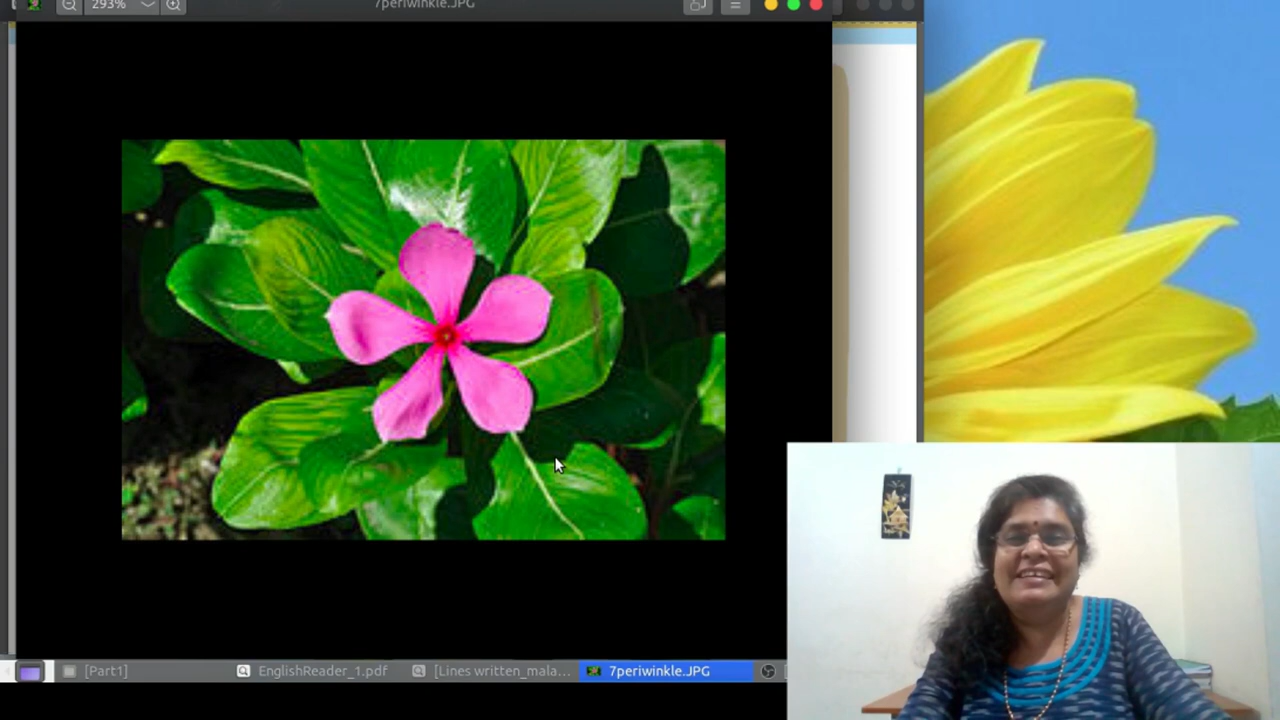 293%
7periwinkle.JPG
[Part1]
EnglishReader_1.pdf
[Lines written_mala...
7periwinkle.JPG
[